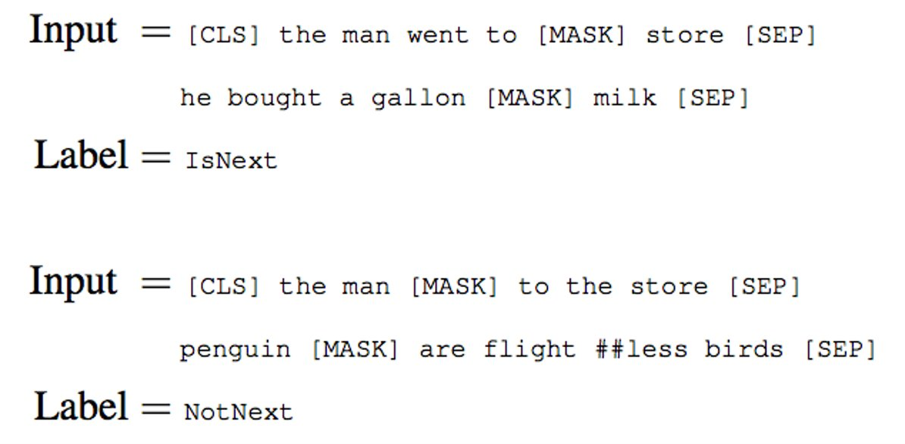 Input = [CLS] the man went to [MASK] store [SEP]
he bought a gallon [MASK] milk [SEP]
Label = IsNext
Input = [CLS] the man [MASK] to the store [SEP]
penguin [MASK] are flight ##less birds [SEP]
Label = NotNext